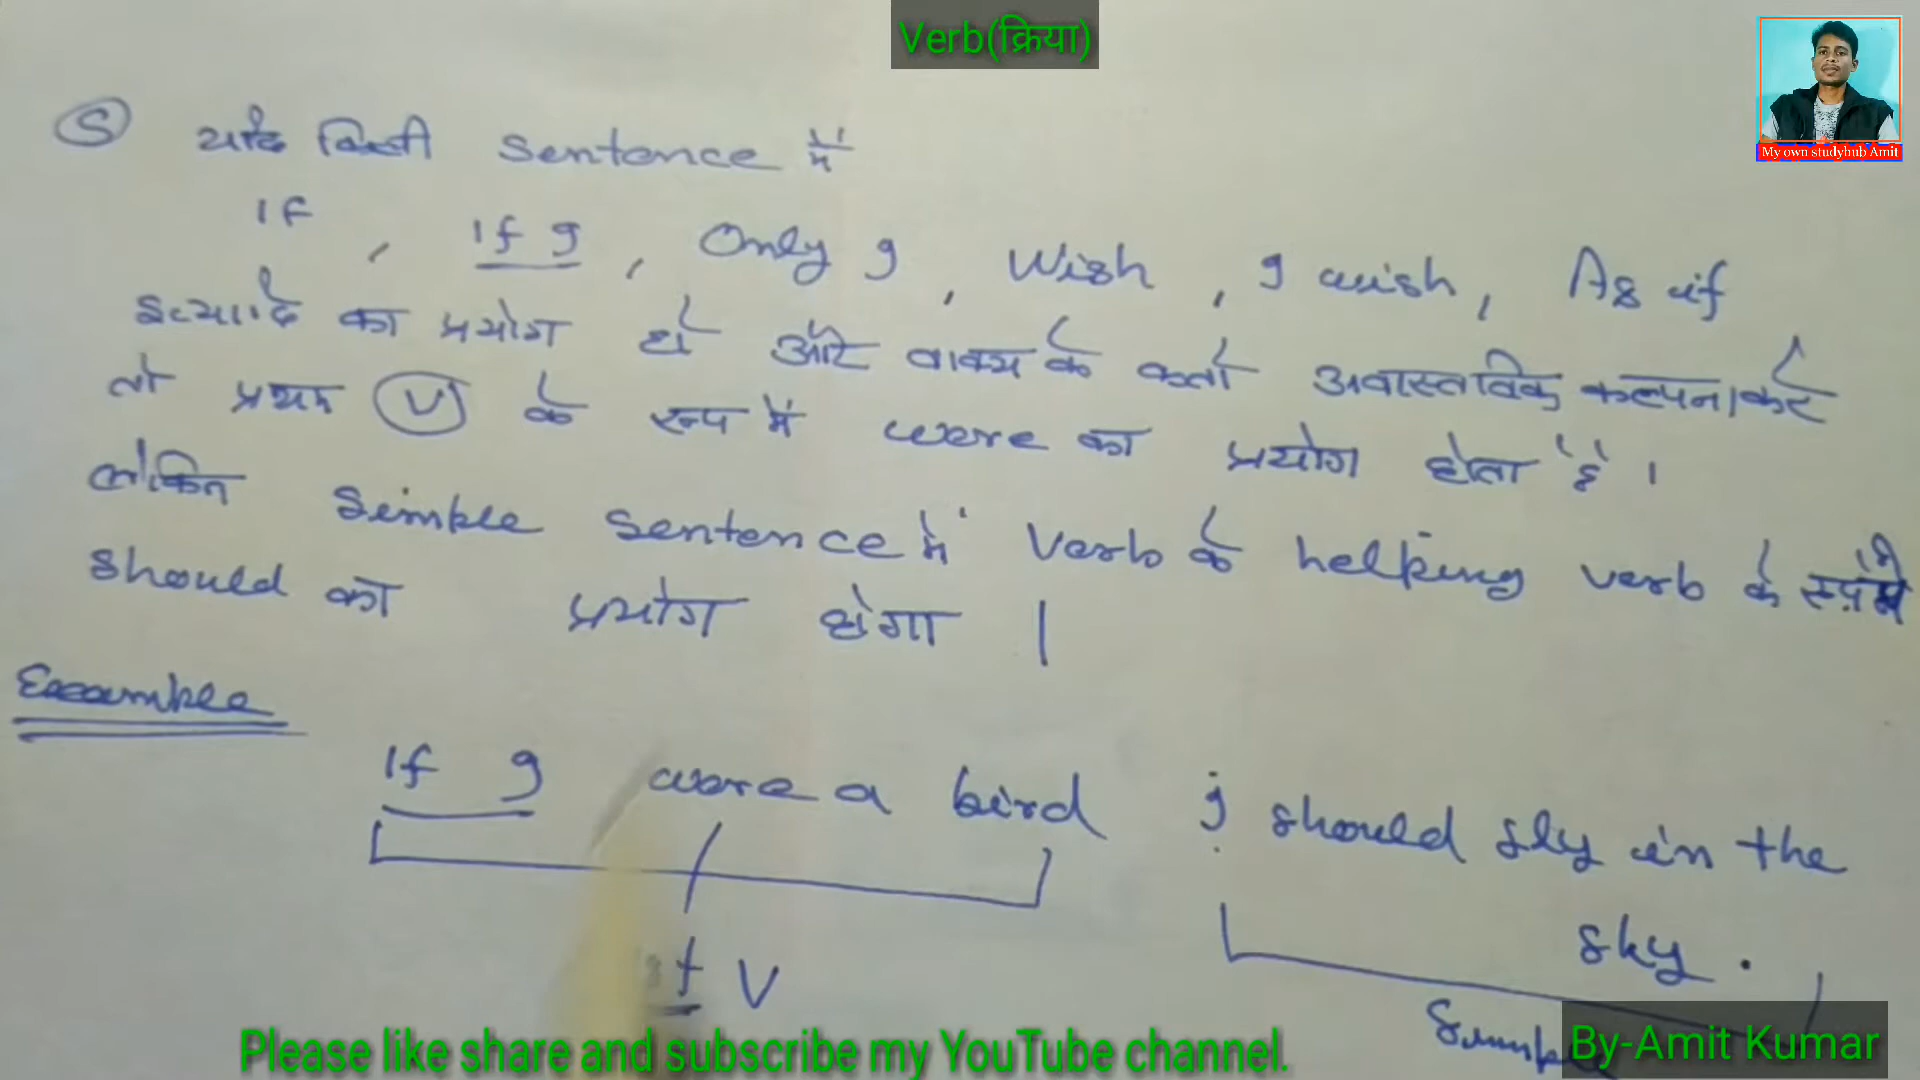 Verb(क्रिया)
My own studyhub Amit
⑤ यदि किसी Sentence में
If , If I , Only I , Wish , I wish , As if
इत्यादि का प्रयोग हो और वाक्य के कर्ता अवास्तविक कल्पना करे
तो प्रथम V के रूप में were का प्रयोग होता है ।
लेकिन Simple Sentence में Verb के helping verb के रूप में
should का प्रयोग होगा ।
Example
If I were a bird I should fly in the
sky .
st V
Simple
Please like share and subscribe my YouTube channel.
By-Amit Kumar